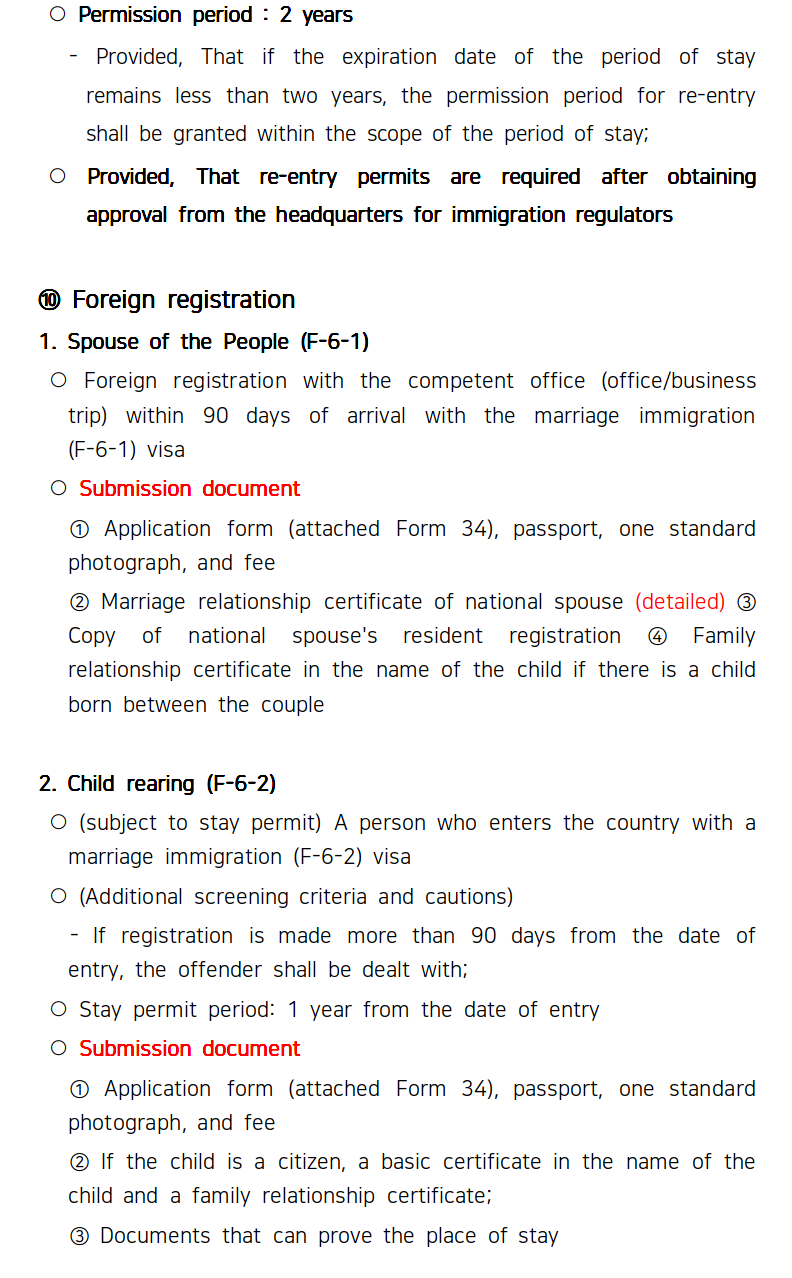 ○ Permission period : 2 years
- Provided, That if the expiration date of the period of stay
remains less than two years, the permission period for re-entry
shall be granted within the scope of the period of stay;
○ Provided, That re-entry permits are required after obtaining
approval from the headquarters for immigration regulators
⑩ Foreign registration
1. Spouse of the People (F-6-1)
○ Foreign registration with the competent office (office/business
trip) within 90 days of arrival with the marriage immigration
(F-6-1) visa
○ Submission document
① Application form (attached Form 34), passport, one standard
photograph, and fee
② Marriage relationship certificate of national spouse (detailed) ③
Copy of national spouse's resident registration ④ Family
relationship certificate in the name of the child if there is a child
born between the couple
2. Child rearing (F-6-2)
○ (subject to stay permit) A person who enters the country with a
marriage immigration (F-6-2) visa
○ (Additional screening criteria and cautions)
- If registration is made more than 90 days from the date of
entry, the offender shall be dealt with;
○ Stay permit period: 1 year from the date of entry
○ Submission document
① Application form (attached Form 34), passport, one standard
photograph, and fee
② If the child is a citizen, a basic certificate in the name of the
child and a family relationship certificate;
③ Documents that can prove the place of stay